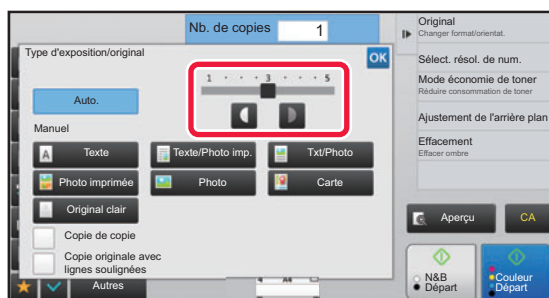 Nb. de copies 1
Type d'exposition/original
OK
1 · · · 3 · · · 5
Auto.
Manuel
Texte
Texte/Photo imp.
Txt/Photo
Photo imprimée
Photo
Carte
Original clair
Copie de copie
Copie originale avec
lignes soulignées
Autres
A4
Original
Changer format/orientat.
Sélect. résol. de num.
Mode économie de toner
Réduire consommation de toner
Ajustement de l'arrière plan
Effacement
Effacer ombre
Aperçu
CA
N&B
Départ
Couleur
Départ